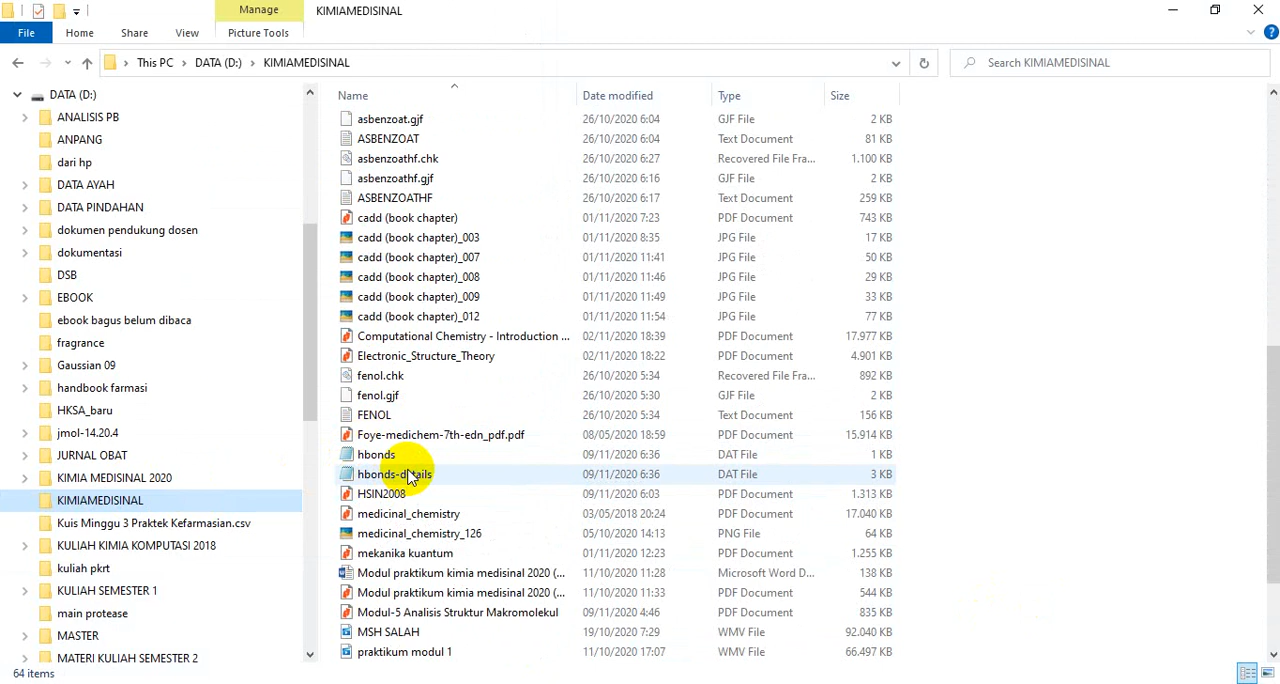 Manage
KIMIAMEDISINAL
File
Home
Share
View
Picture Tools
This PC
DATA (D:)
KIMIAMEDISINAL
Search KIMIAMEDISINAL
DATA (D:)
ANALISIS PB
ANPANG
dari hp
DATA AYAH
DATA PINDAHAN
dokumen pendukung dosen
dokumentasi
DSB
EBOOK
ebook bagus belum dibaca
fragrance
Gaussian 09
handbook farmasi
HKSA_baru
jmol-14.20.4
JURNAL OBAT
KIMIA MEDISINAL 2020
KIMIAMEDISINAL
Kuis Minggu 3 Praktek Kefarmasian.csv
KULIAH KIMIA KOMPUTASI 2018
kuliah pkrt
KULIAH SEMESTER 1
main protease
MASTER
MATERI KULIAH SEMESTER 2
Name Date modified Type Size
asbenzoat.gjf 26/10/2020 6:04 GJF File 2 KB
ASBENZOAT 26/10/2020 6:04 Text Document 81 KB
asbenzoathf.chk 26/10/2020 6:27 Recovered File Fra... 1.100 KB
asbenzoathf.gjf 26/10/2020 6:16 GJF File 2 KB
ASBENZOATHF 26/10/2020 6:17 Text Document 259 KB
cadd (book chapter) 01/11/2020 7:23 PDF Document 743 KB
cadd (book chapter)_003 01/11/2020 8:35 JPG File 17 KB
cadd (book chapter)_007 01/11/2020 11:41 JPG File 50 KB
cadd (book chapter)_008 01/11/2020 11:46 JPG File 29 KB
cadd (book chapter)_009 01/11/2020 11:49 JPG File 33 KB
cadd (book chapter)_012 01/11/2020 11:54 JPG File 77 KB
Computational Chemistry - Introduction ... 02/11/2020 18:39 PDF Document 17.977 KB
Electronic_Structure_Theory 02/11/2020 18:22 PDF Document 4.901 KB
fenol.chk 26/10/2020 5:34 Recovered File Fra... 892 KB
fenol.gjf 26/10/2020 5:30 GJF File 2 KB
FENOL 26/10/2020 5:34 Text Document 156 KB
Foye-medichem-7th-edn_pdf.pdf 08/05/2020 18:59 PDF Document 15.914 KB
hbonds 09/11/2020 6:36 DAT File 1 KB
hbonds-details 09/11/2020 6:36 DAT File 3 KB
HSIN2008 09/11/2020 6:03 PDF Document 1.313 KB
medicinal_chemistry 03/05/2018 20:24 PDF Document 17.040 KB
medicinal_chemistry_126 05/10/2020 14:13 PNG File 64 KB
mekanika kuantum 01/11/2020 12:23 PDF Document 1.255 KB
Modul praktikum kimia medisinal 2020 (... 11/10/2020 11:28 Microsoft Word D... 138 KB
Modul praktikum kimia medisinal 2020 (... 11/10/2020 11:33 PDF Document 544 KB
Modul-5 Analisis Struktur Makromolekul 09/11/2020 4:46 PDF Document 835 KB
MSH SALAH 19/10/2020 7:29 WMV File 92.040 KB
praktikum modul 1 11/10/2020 17:07 WMV File 66.497 KB
64 items